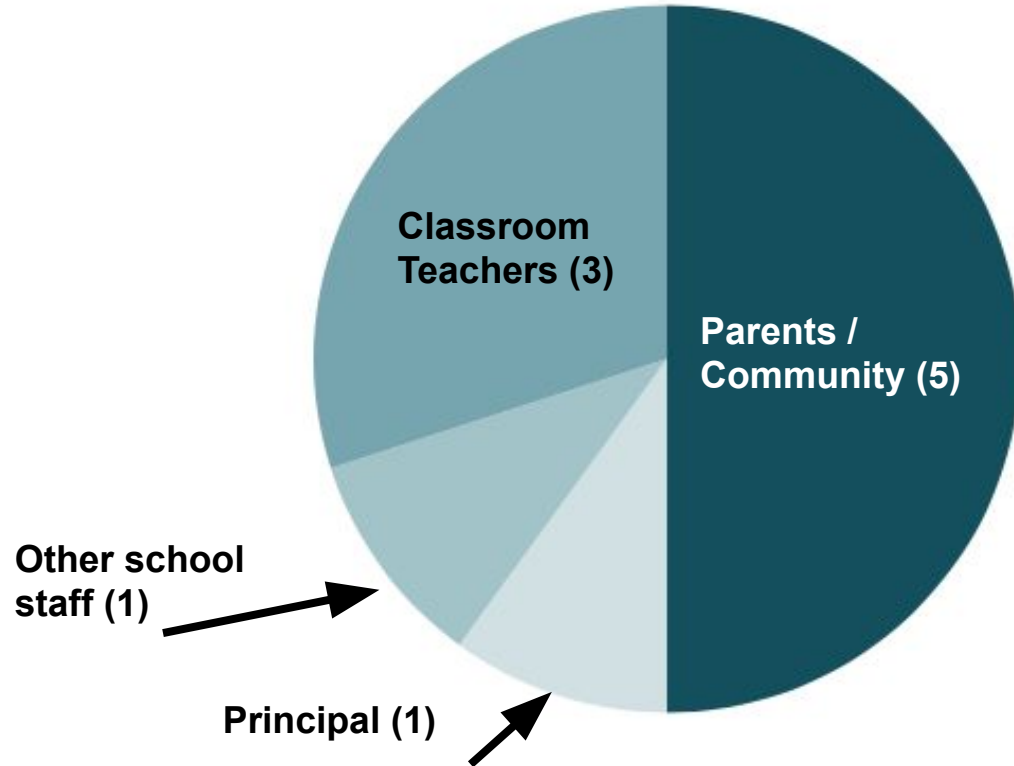 Classroom
Teachers (3)
Parents /
Community (5)
Other school
staff (1)
Principal (1)